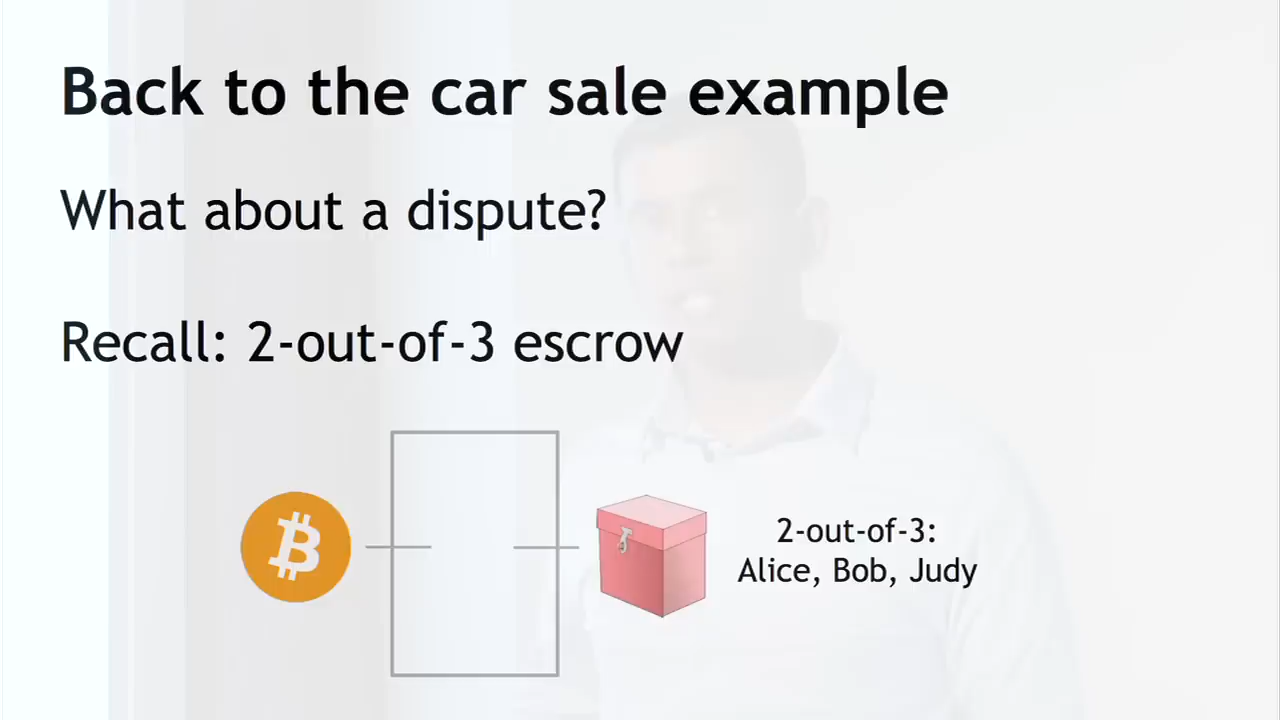 Back to the car sale example
What about a dispute?
Recall: 2-out-of-3 escrow
2-out-of-3:
Alice, Bob, Judy